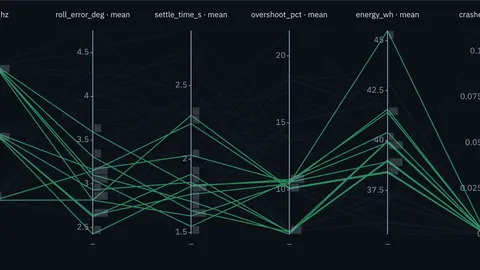 hz roll_error_deg · mean settle_time_s · mean overshoot_pct · mean energy_wh · mean crashe
4.5 4 3.5 3 2.5
2.5 2 1.5
20 15 10
45 42.5 40 37.5
0.1 0.075 0.05 0.025
– – – –